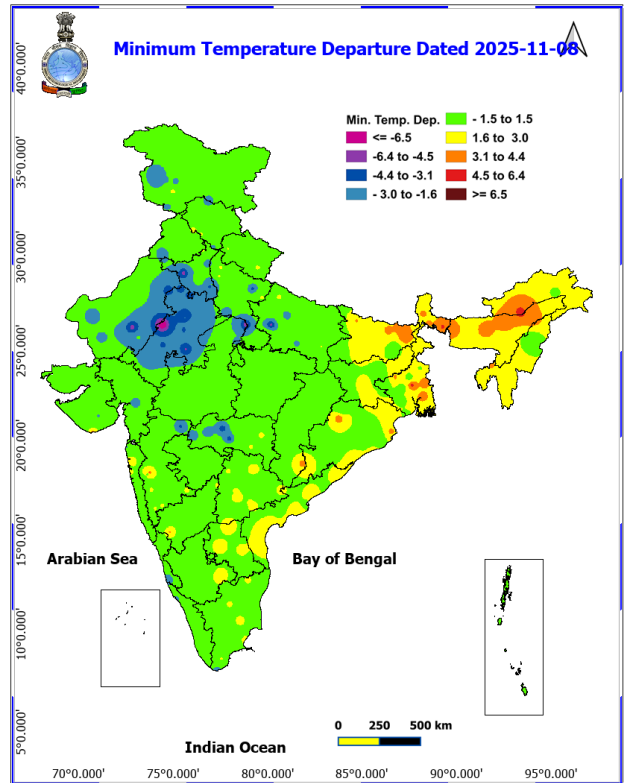 Minimum Temperature Departure Dated 2025-11-08
Min. Temp. Dep.
<= -6.5
-6.4 to -4.5
-4.4 to -3.1
- 3.0 to -1.6
- 1.5 to 1.5
1.6 to 3.0
3.1 to 4.4
4.5 to 6.4
>= 6.5
40°0.000'
35°0.000'
30°0.000'
25°0.000'
20°0.000'
15°0.000'
10°0.000'
5°0.000'
Arabian Sea
Bay of Bengal
Indian Ocean
0 250 500 km
70°0.000' 75°0.000' 80°0.000' 85°0.000' 90°0.000' 95°0.000'